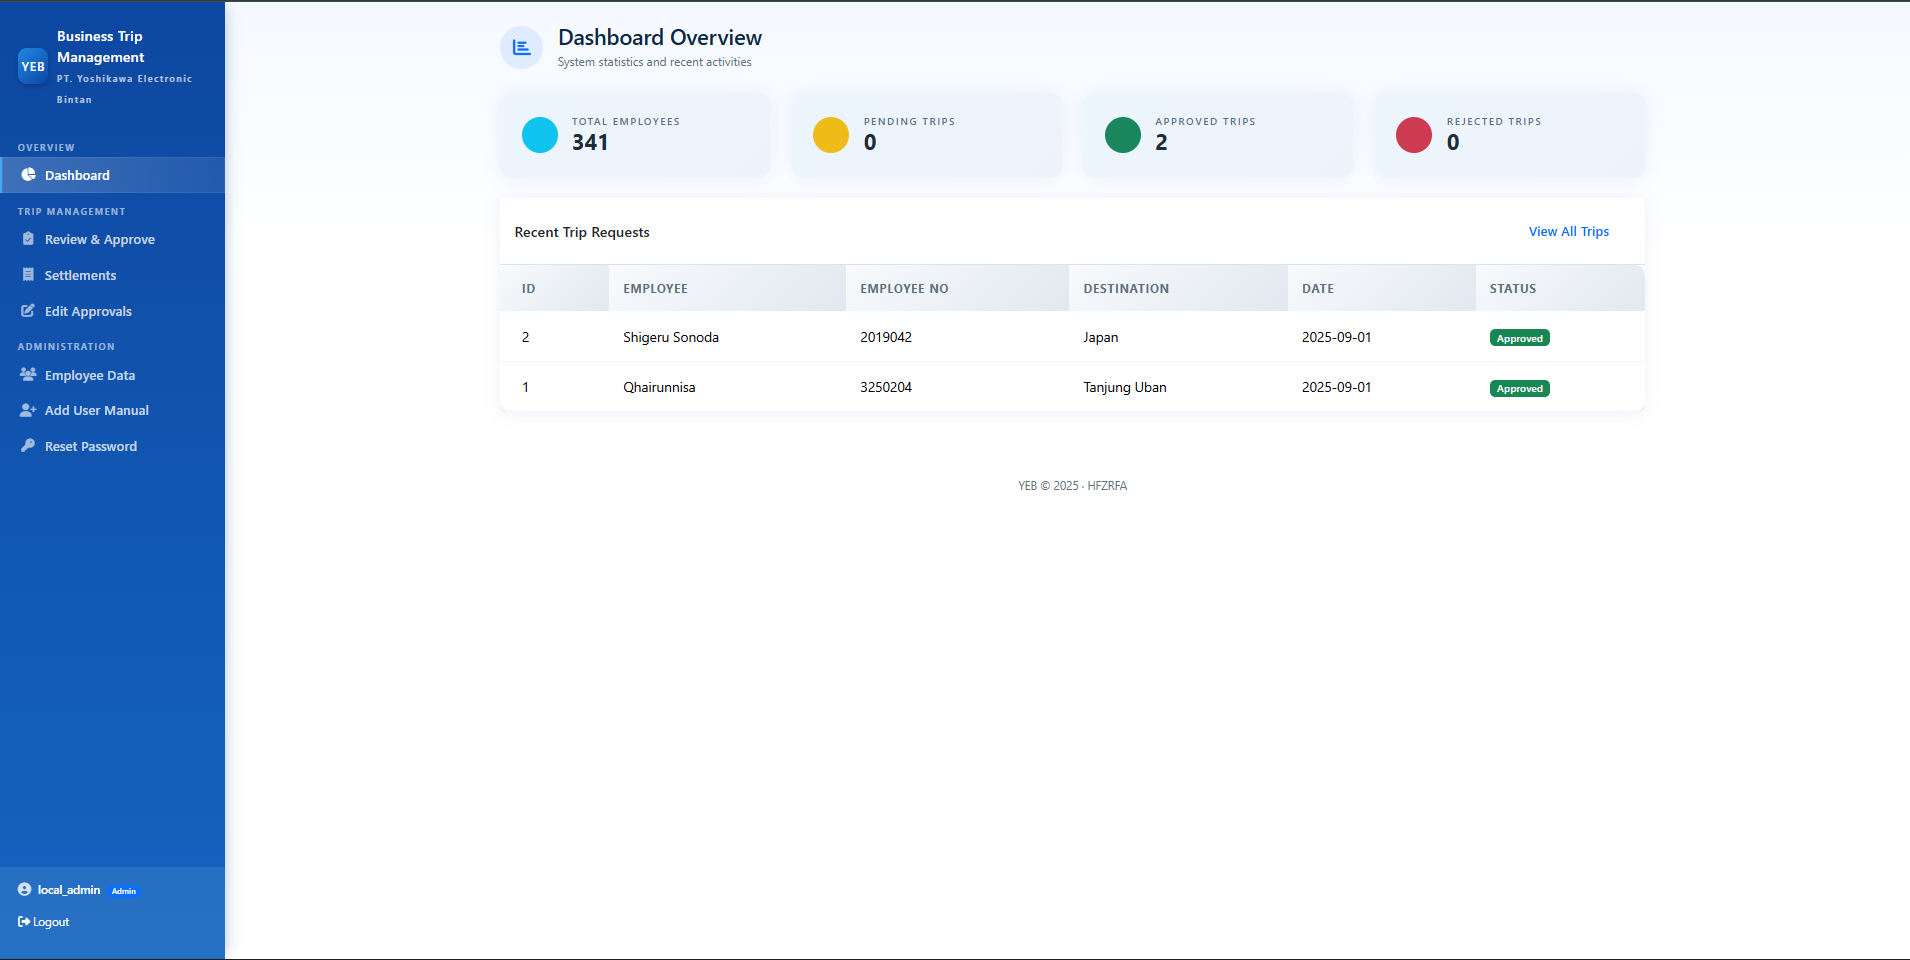 YEB
Business Trip
Management
PT. Yoshikawa Electronic
Bintan
OVERVIEW
Dashboard
TRIP MANAGEMENT
Review & Approve
Settlements
Edit Approvals
ADMINISTRATION
Employee Data
Add User Manual
Reset Password
local_admin Admin
Logout
Dashboard Overview
System statistics and recent activities
TOTAL EMPLOYEES
341
PENDING TRIPS
0
APPROVED TRIPS
2
REJECTED TRIPS
0
Recent Trip Requests View All Trips
ID EMPLOYEE EMPLOYEE NO DESTINATION DATE STATUS
2 Shigeru Sonoda 2019042 Japan 2025-09-01 Approved
1 Qhairunnisa 3250204 Tanjung Uban 2025-09-01 Approved
YEB © 2025 · HFZRFA